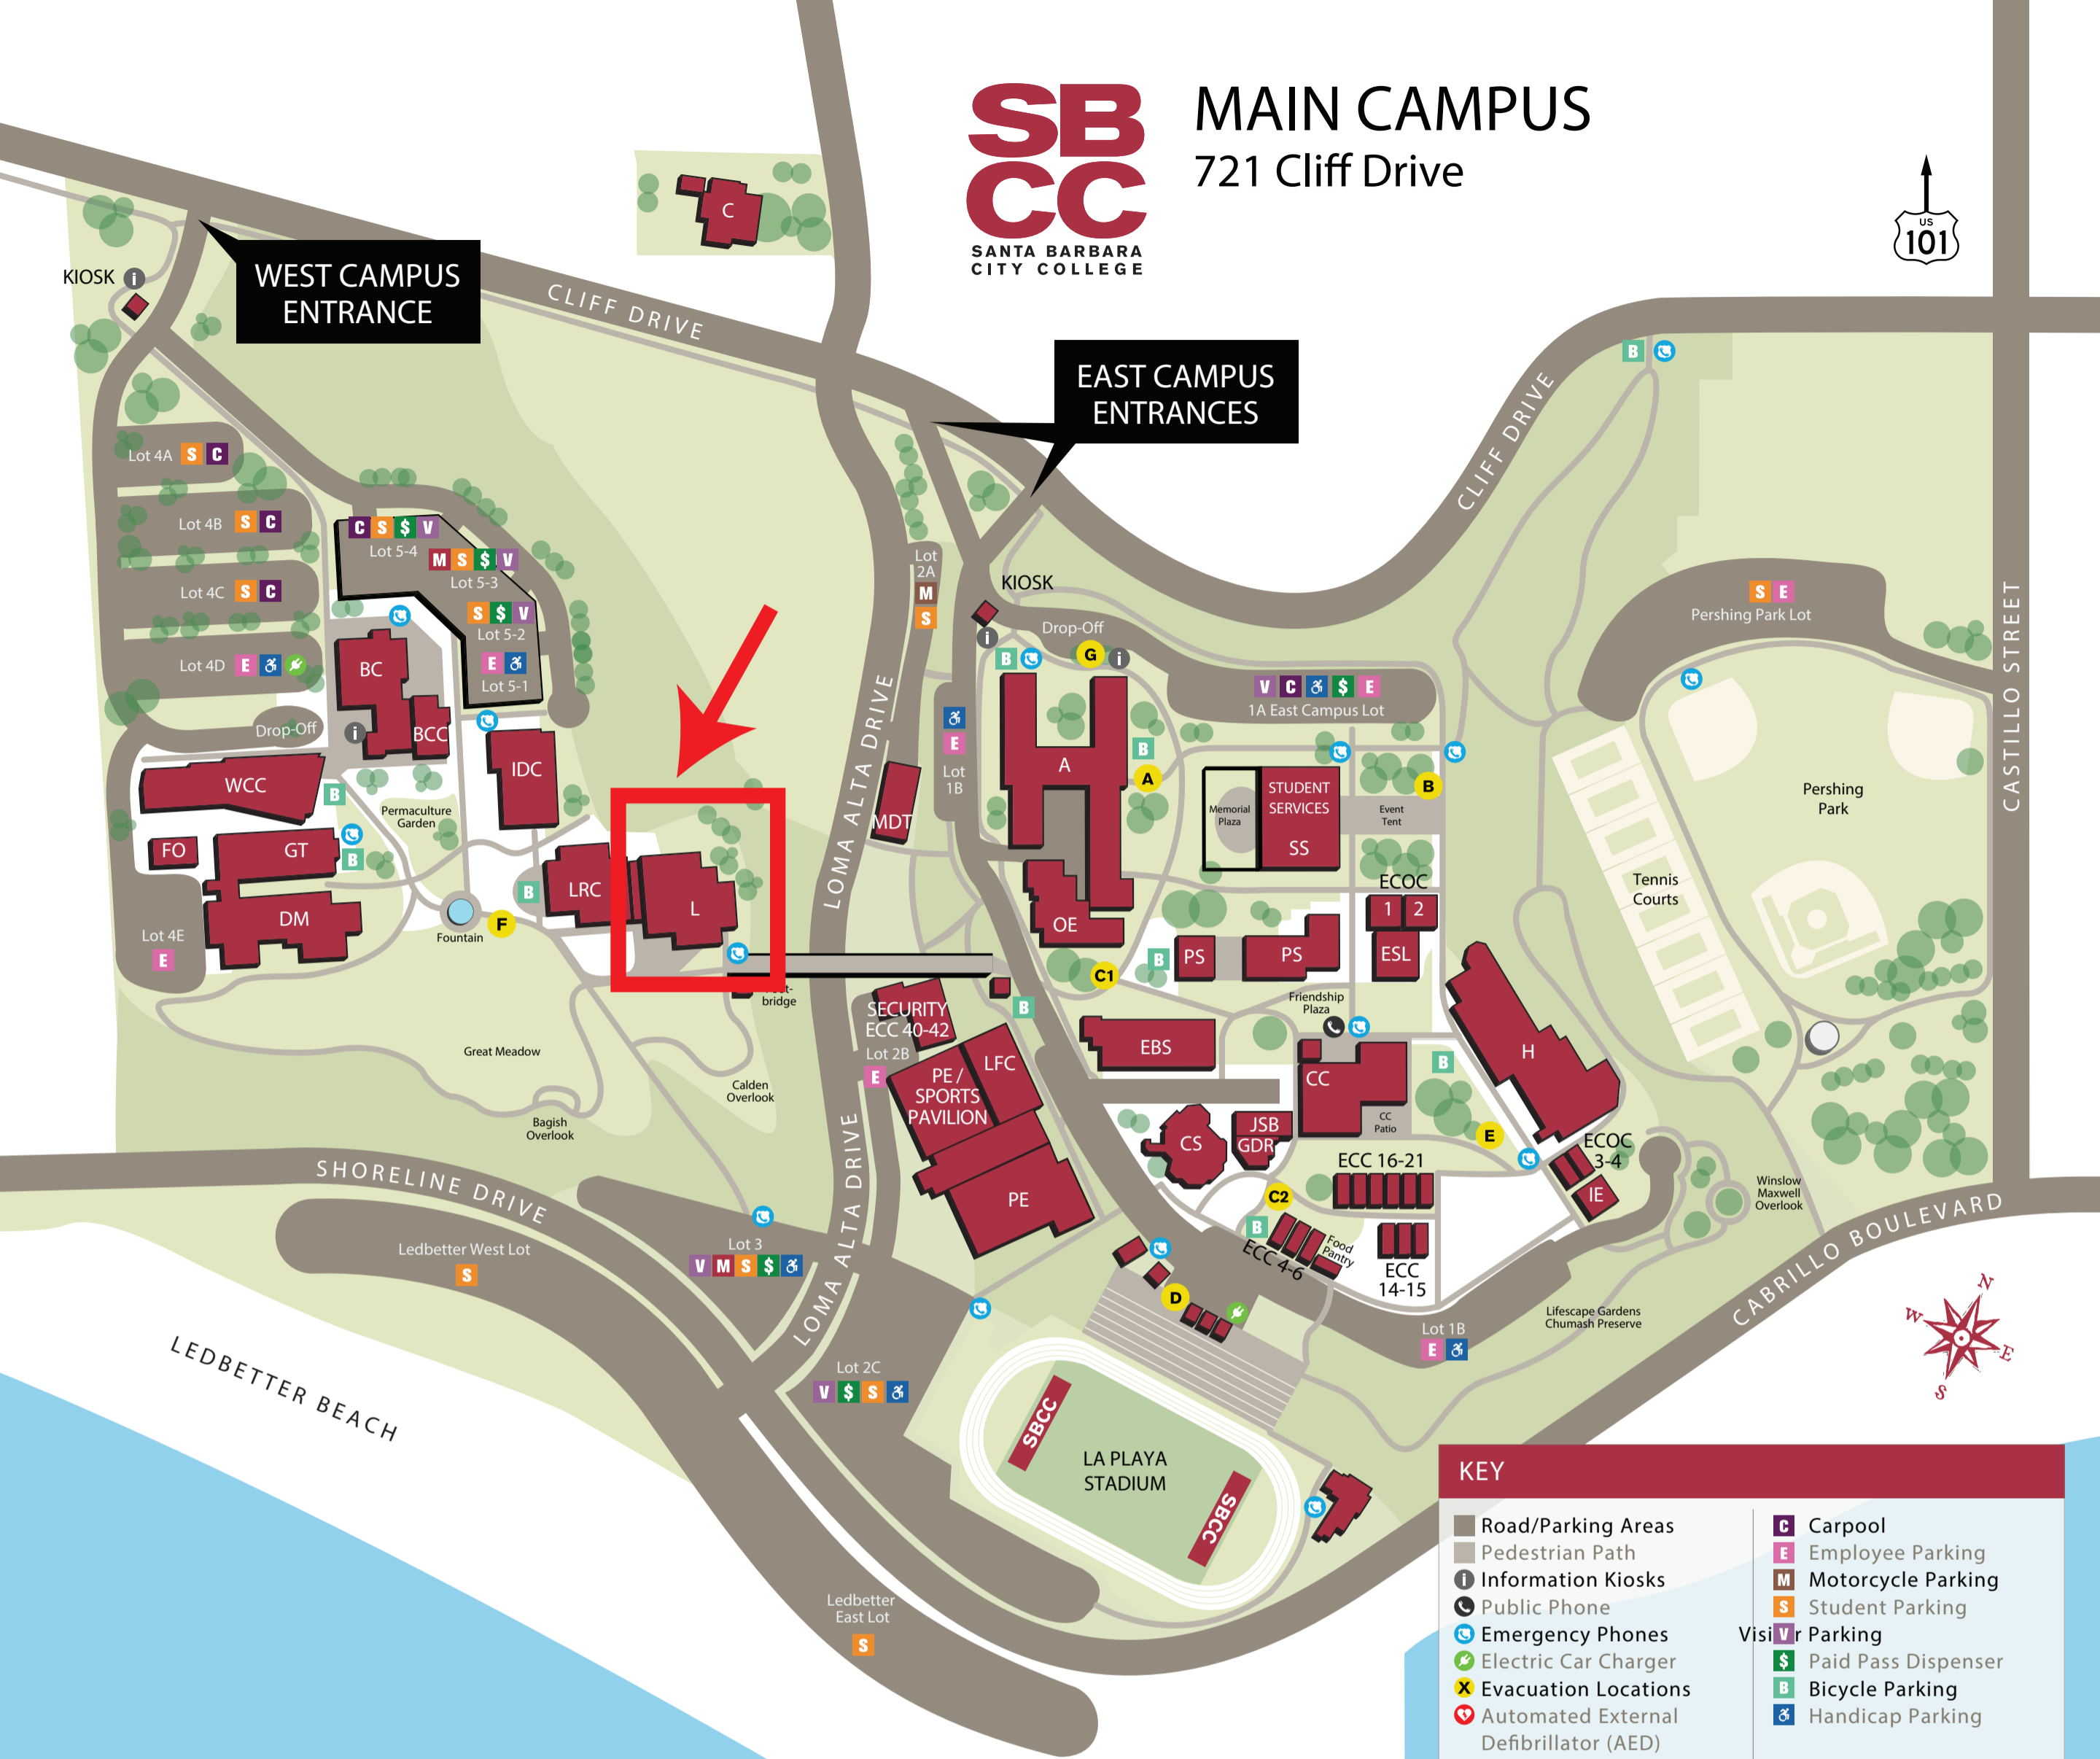 SB
CC
SANTA BARBARA
CITY COLLEGE
MAIN CAMPUS
721 Cliff Drive
US
101
C
WEST CAMPUS
ENTRANCE
KIOSK i
CLIFF DRIVE
EAST CAMPUS
ENTRANCES
CLIFF DRIVE
B
Lot 4A S C
Lot 4B S C
Lot 4C S C
Lot 4D E
C S $ V
Lot 5-4
M S $ V
Lot 5-3
S $ V
Lot 5-2
E
Lot 5-1
Lot
2A
M
S
KIOSK
i
Drop-Off
B
G
i
V C $ E
1A East Campus Lot
S E
Pershing Park Lot
CASTILLO STREET
BC
BCC
i
Drop-Off
IDC
WCC
B
Permaculture
Garden
FO
GT
B
DM
Lot 4E
E
Fountain
F
B
LRC
L
LOMA ALTA DRIVE
MDT
E
Lot
1B
A
B
A
Memorial
Plaza
STUDENT
SERVICES
SS
Event
Tent
B
Pershing
Park
Tennis
Courts
OE
C1
B
PS
PS
ECOC
1 2
ESL
bridge
SECURITY
ECC 40-42
B
Lot 2B
E
LFC
PE /
SPORTS
PAVILION
PE
Friendship
Plaza
EBS
CC
CC
Patio
B
H
E
Great Meadow
Bagish
Overlook
Calden
Overlook
CS
JSB
GDR
ECC 16-21
ECOC
3-4
IE
Winslow
Maxwell
Overlook
C2
B
ECC 4-6
Food
Pantry
ECC
14-15
D
SHORELINE DRIVE
LOMA ALTA DRIVE
Ledbetter West Lot
S
Lot 3
V M S $
LOMA ALTA DRIVE
Lot 2C
V $ S
Lot 1B
E
Lifescape Gardens
Chumash Preserve
CABRILLO BOULEVARD
N
W
E
S
LEDBETTER BEACH
SBCC
LA PLAYA
STADIUM
SBCC
Ledbetter
East Lot
S
KEY
Road/Parking Areas
Pedestrian Path
i Information Kiosks
Public Phone
Emergency Phones
Electric Car Charger
X Evacuation Locations
Automated External
Defibrillator (AED)
C Carpool
E Employee Parking
M Motorcycle Parking
S Student Parking
V Parking
$ Paid Pass Dispenser
B Bicycle Parking
Handicap Parking